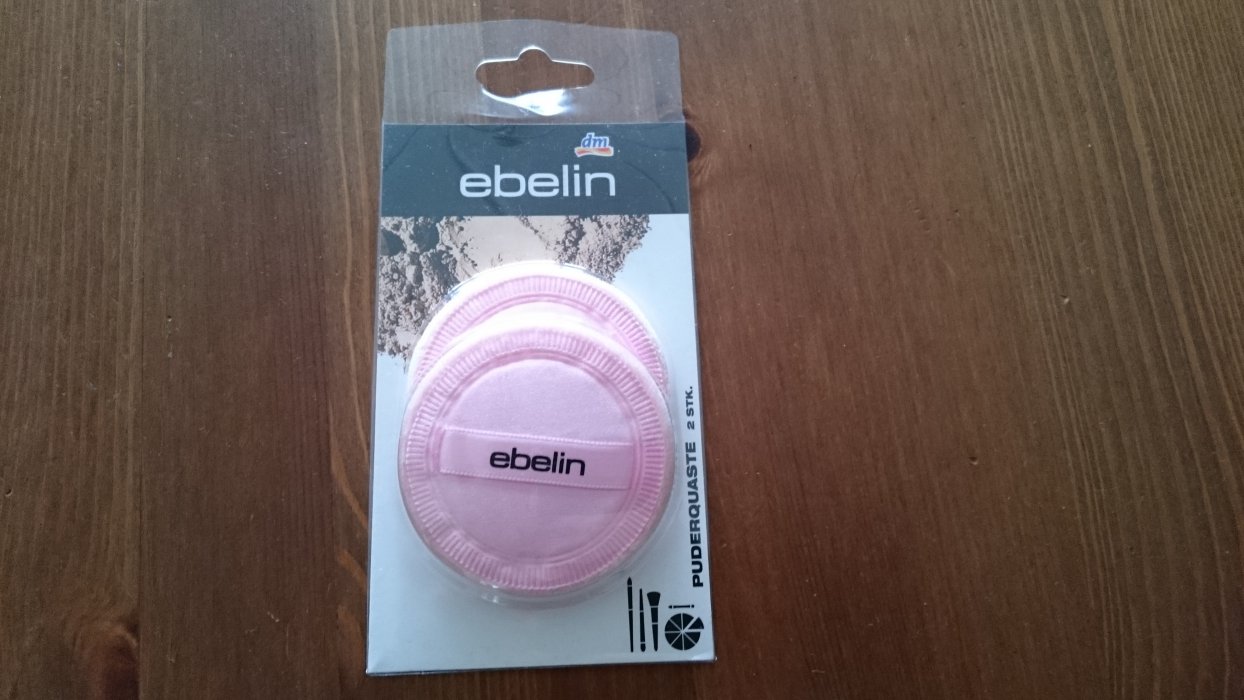 dm
ebelin
ebelin
PUDERQUASTE 2 STK.